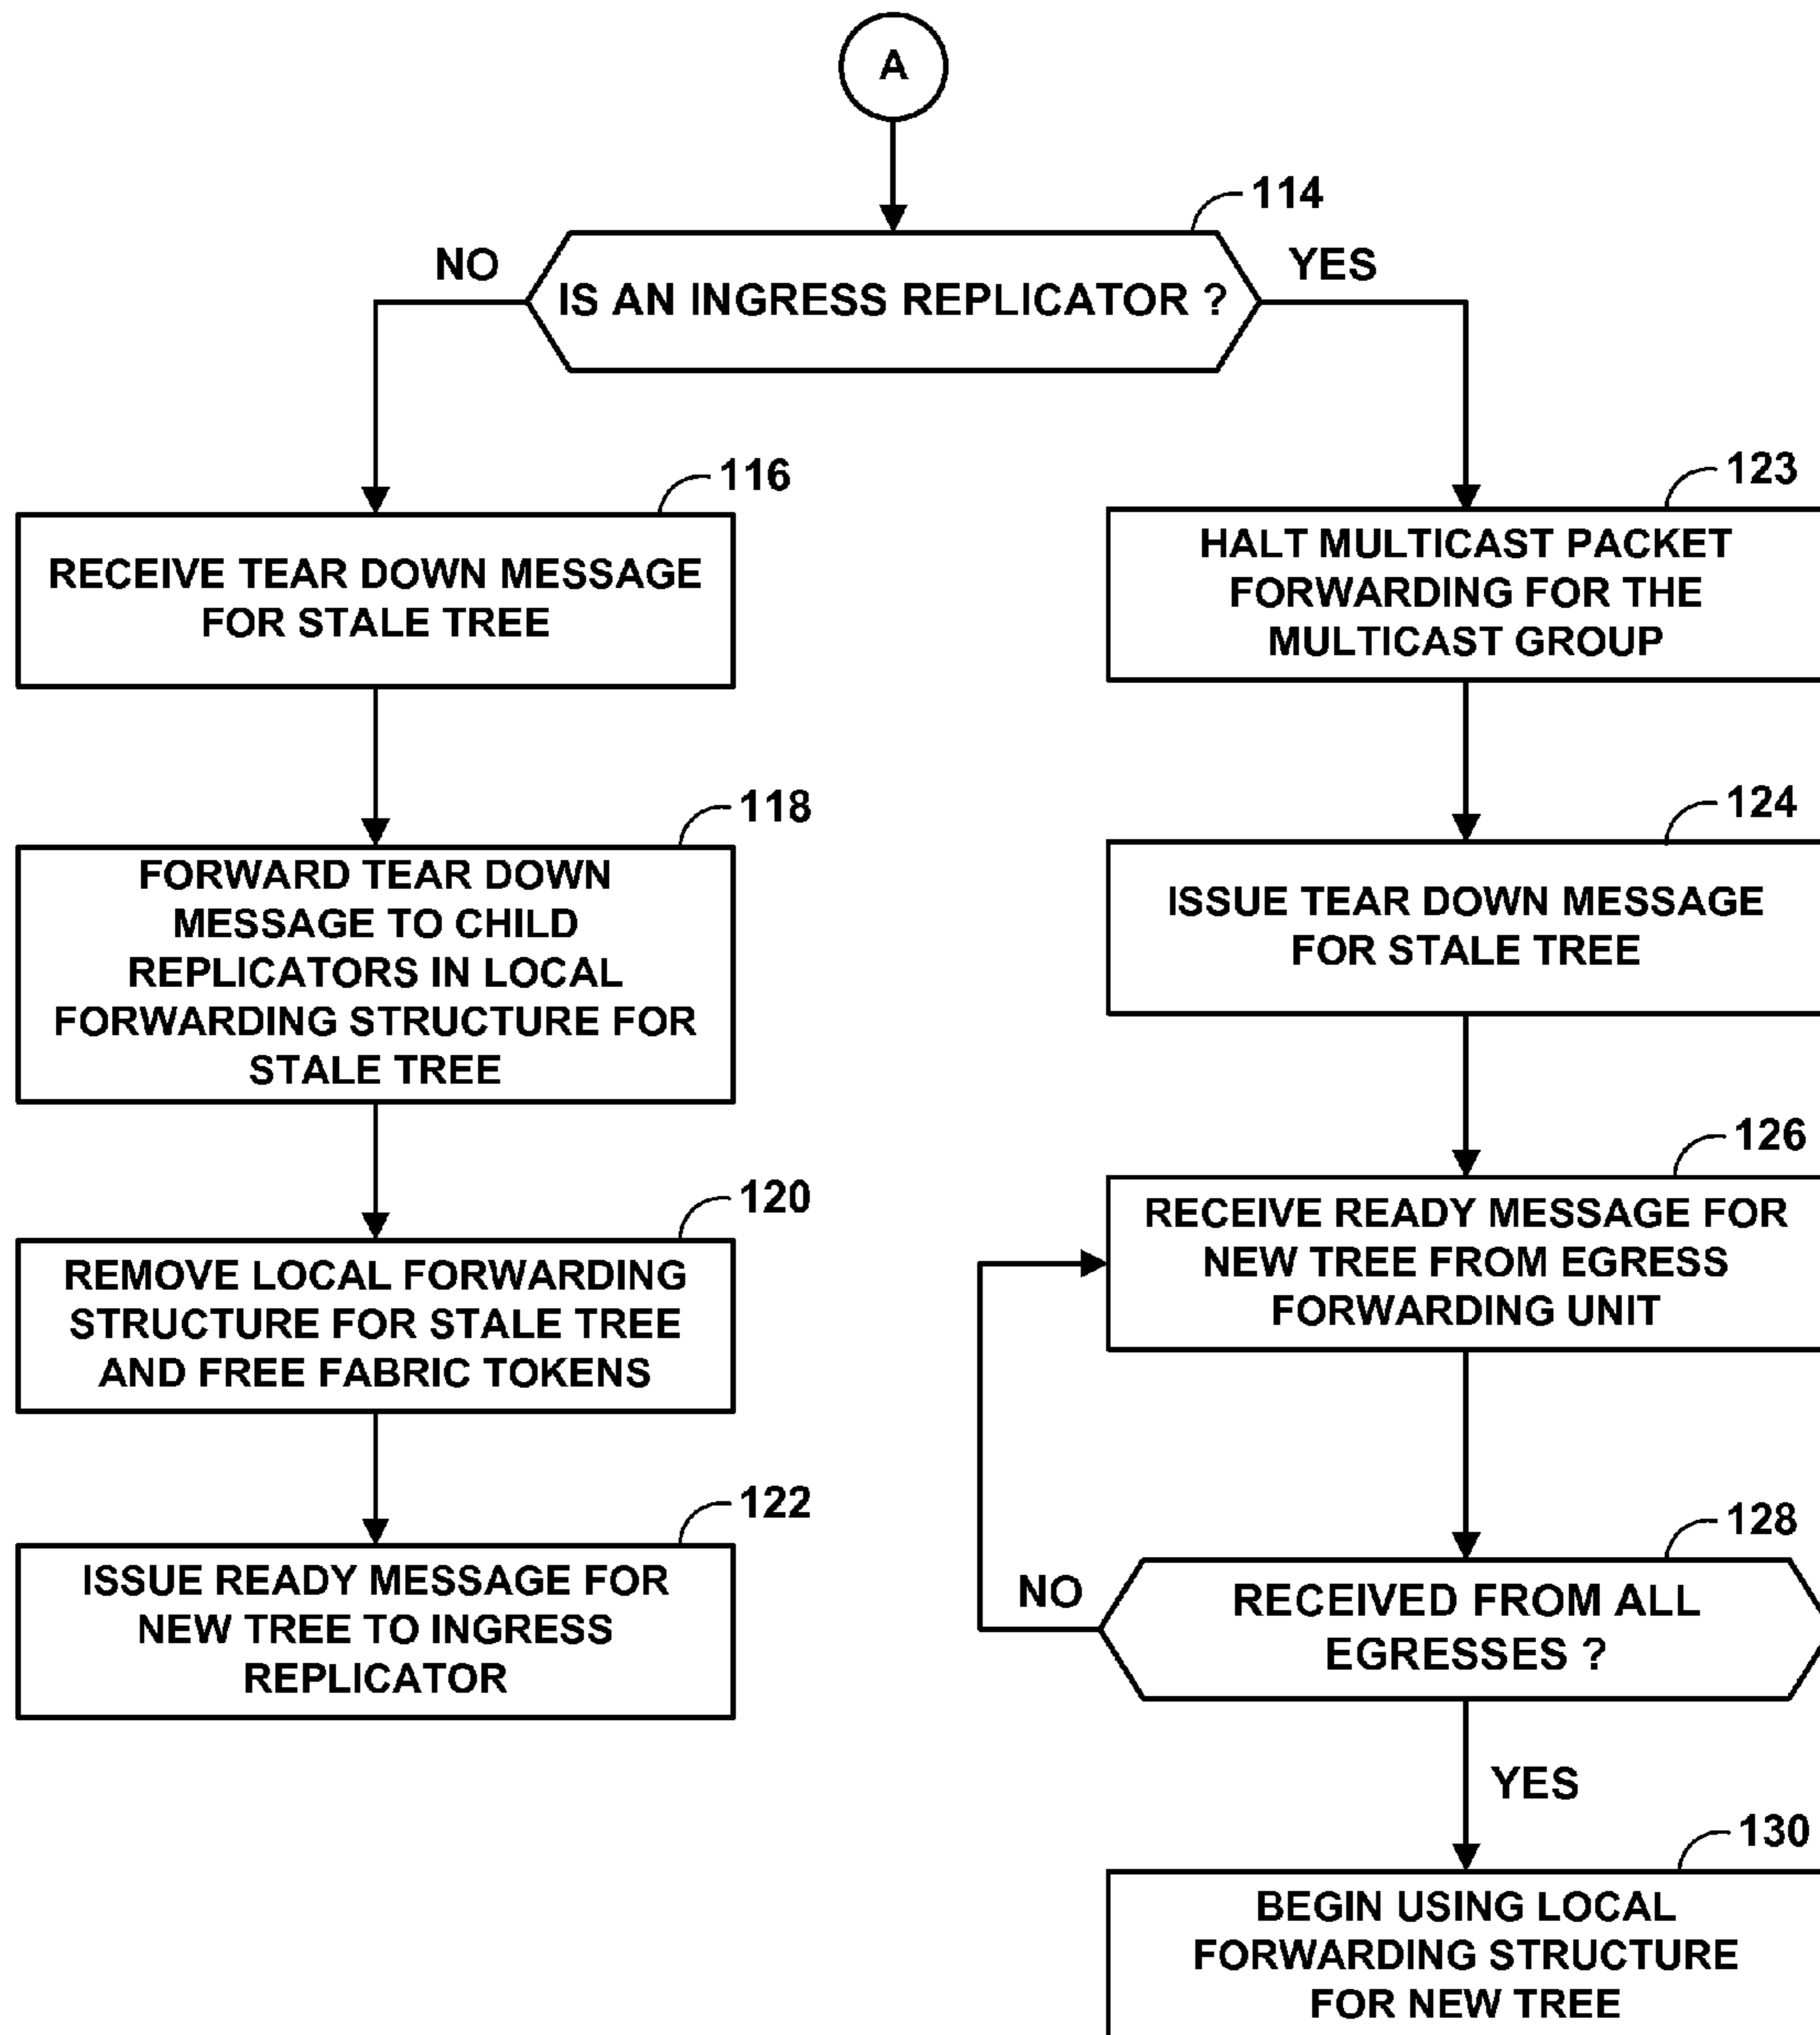 A
114
NO
YES
IS AN INGRESS REPLICATOR ?
116
RECEIVE TEAR DOWN MESSAGE
FOR STALE TREE
118
FORWARD TEAR DOWN
MESSAGE TO CHILD
REPLICATORS IN LOCAL
FORWARDING STRUCTURE FOR
STALE TREE
120
REMOVE LOCAL FORWARDING
STRUCTURE FOR STALE TREE
AND FREE FABRIC TOKENS
122
ISSUE READY MESSAGE FOR
NEW TREE TO INGRESS
REPLICATOR
123
HALT MULTICAST PACKET
FORWARDING FOR THE
MULTICAST GROUP
124
ISSUE TEAR DOWN MESSAGE
FOR STALE TREE
126
RECEIVE READY MESSAGE FOR
NEW TREE FROM EGRESS
FORWARDING UNIT
128
NO
RECEIVED FROM ALL
EGRESSES ?
YES
130
BEGIN USING LOCAL
FORWARDING STRUCTURE
FOR NEW TREE